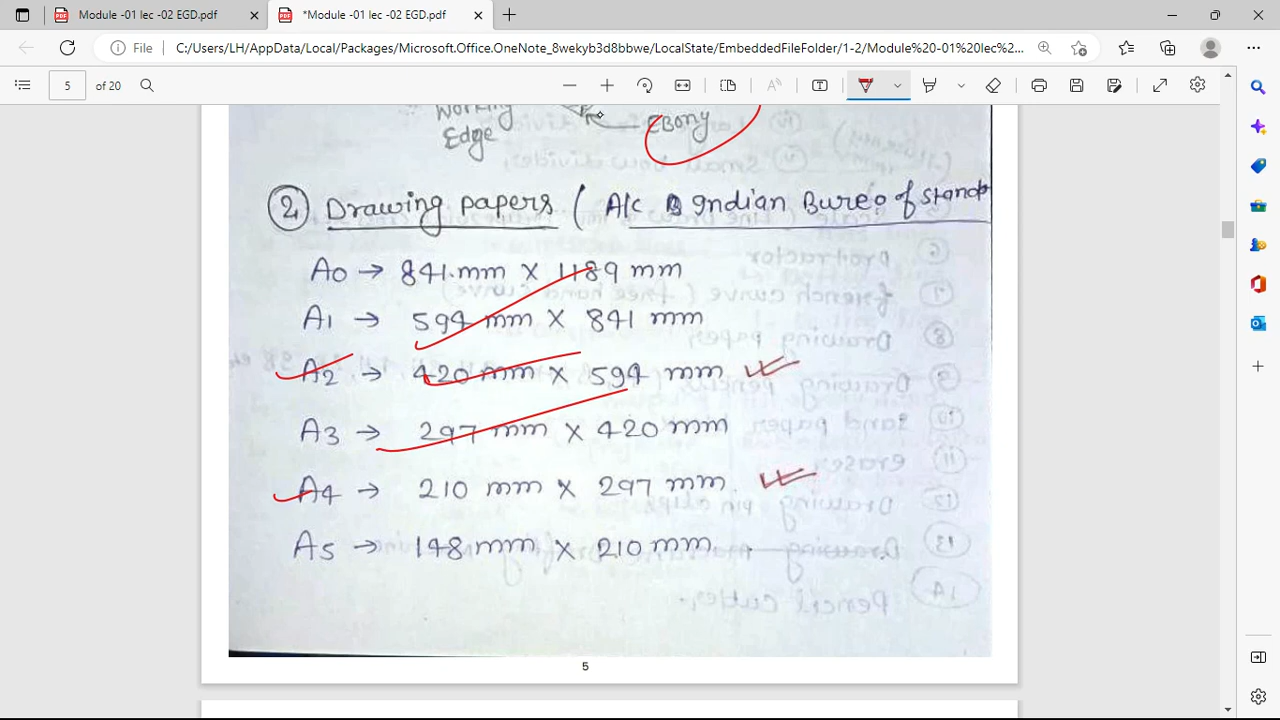 Module -01 lec -02 EGD.pdf
*Module -01 lec -02 EGD.pdf
File
C:/Users/LH/AppData/Local/Packages/Microsoft.Office.OneNote_8wekyb3d8bbwe/LocalState/EmbeddedFileFolder/1-2/Module%20-01%20lec%2...
5 of 20
Working
Edge
Ebony
2 Drawing papers ( A/c B Indian Bureo of Stand
A0 → 841.mm X 1189 mm
A1 → 594 mm X 841 mm
A2 → 420 mm X 594 mm
A3 → 297 mm X 420 mm
A4 → 210 mm X 297 mm.
A5 → 148 mm X 210 mm.
5